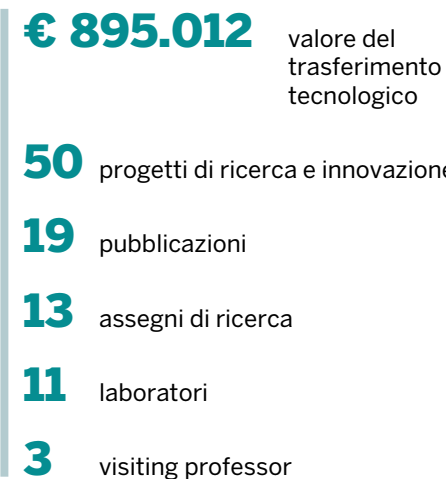 € 895.012 valore del
trasferimento
tecnologico
50 progetti di ricerca e innovazione
19 pubblicazioni
13 assegni di ricerca
11 laboratori
3 visiting professor